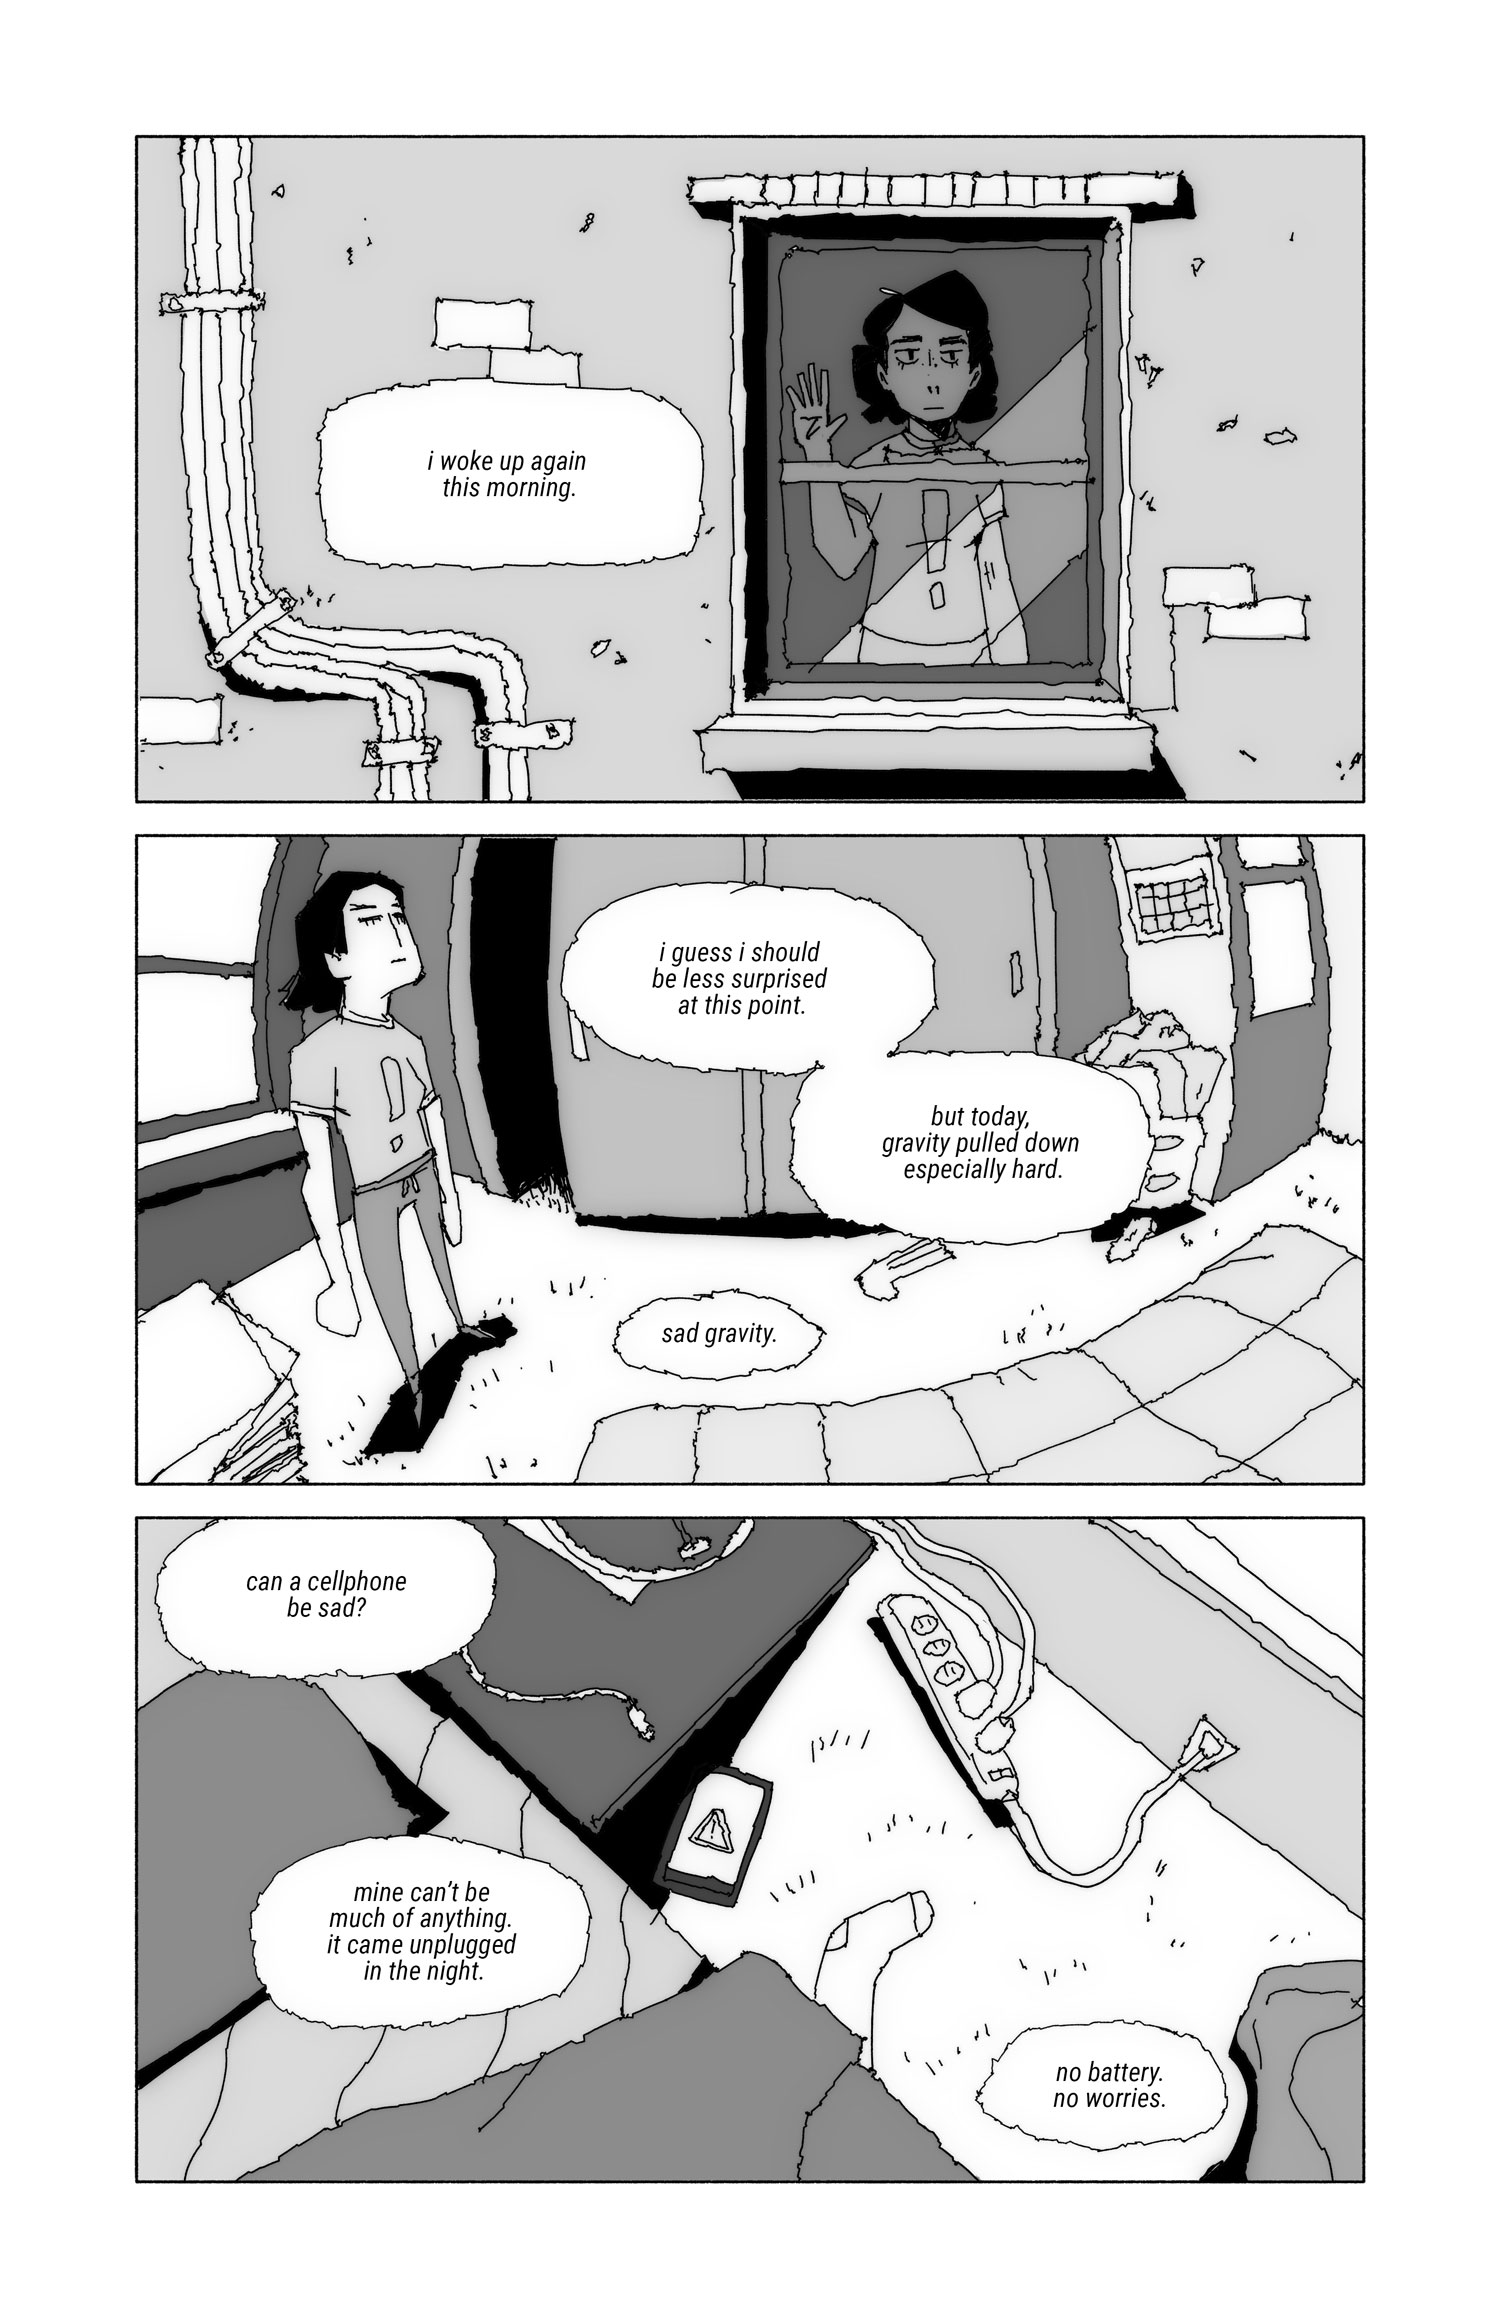 i woke up again
this morning.
i guess i should
be less surprised
at this point.
but today,
gravity pulled down
especially hard.
sad gravity.
can a cellphone
be sad?
mine can't be
much of anything.
it came unplugged
in the night.
no battery.
no worries.